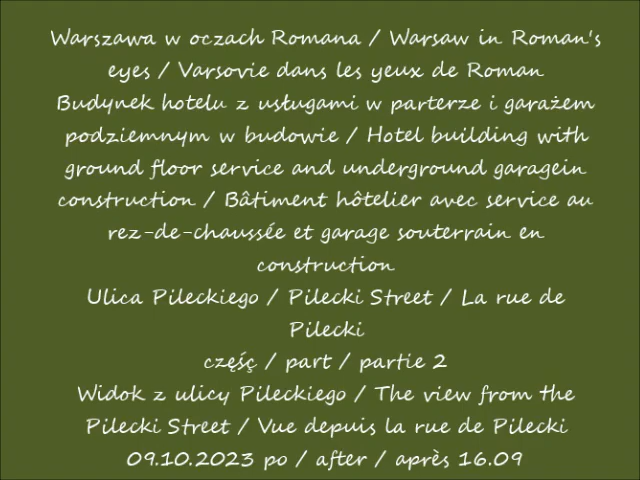 Warszawa w oczach Romana / Warsaw in Roman's
eyes / Varsovie dans les yeux de Roman
Budynek hotelu z usługami w parterze i garażem
podziemnym w budowie / Hotel building with
ground floor service and underground garagein
construction / Bâtiment hôtelier avec service au
rez-de-chaussée et garage souterrain en
construction
Ulica Pileckiego / Pilecki Street / La rue de
Pilecki
częśç / part / partie 2
Widok z ulicy Pileckiego / The view from the
Pilecki Street / Vue depuis la rue de Pilecki
09.10.2023 po / after / après 16.09